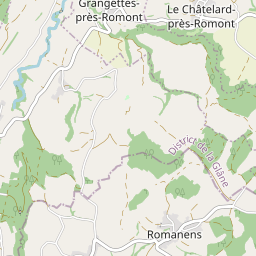 Grangettes-
près-Romont
Le Châtelard-
près-Romont
District de la Glâne
Romanens